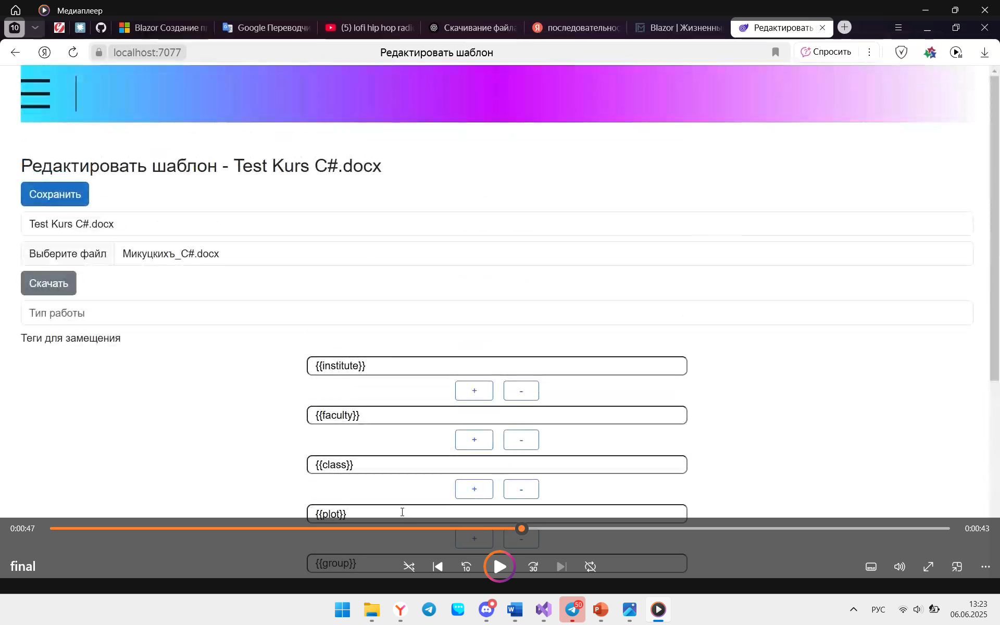 Медиаплеер
10
Blazor Создание п
Google Переводчи
(5) lofi hip hop radi
Скачивание файла
последовательнос
Blazor | Жизненны
Редактировать
localhost:7077
Редактировать шаблон
Спросить
Редактировать шаблон - Test Kurs C#.docx
Сохранить
Test Kurs C#.docx
Выберите файл
Микуцкихъ_C#.docx
Скачать
Тип работы
Теги для замещения
{{institute}}
+ -
{{faculty}}
+ -
{{class}}
+ -
{{plot}}
0:00:47
0:00:43
+ -
{{group}}
final
10
30
50
РУС
13:23
06.06.2025